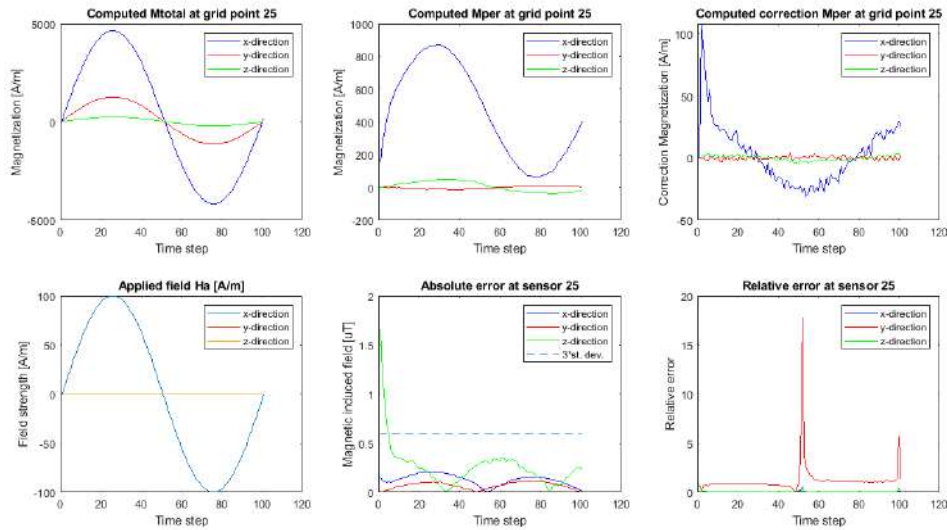 Computed Mtotal at grid point 25
5000
0
-5000
Magnetization [A/m]
x-direction
y-direction
z-direction
0 20 40 60 80 100 120
Time step
Computed Mper at grid point 25
1000
800
600
400
200
0
-200
Magnetization [A/m]
x-direction
y-direction
z-direction
0 20 40 60 80 100 120
Time step
Computed correction Mper at grid point 25
100
50
0
-50
Correction Magnetization [A/m]
x-direction
y-direction
z-direction
0 20 40 60 80 100 120
Time step
Applied field Ha [A/m]
100
50
0
-50
-100
Field strength [A/m]
x-direction
y-direction
z-direction
0 20 40 60 80 100 120
Time step
Absolute error at sensor 25
2
1.5
1
0.5
0
Magnetic induced field [uT]
x-direction
y-direction
z-direction
3*st. dev.
0 20 40 60 80 100 120
Time step
Relative error at sensor 25
20
15
10
5
0
Relative error
x-direction
y-direction
z-direction
0 20 40 60 80 100 120
Time step